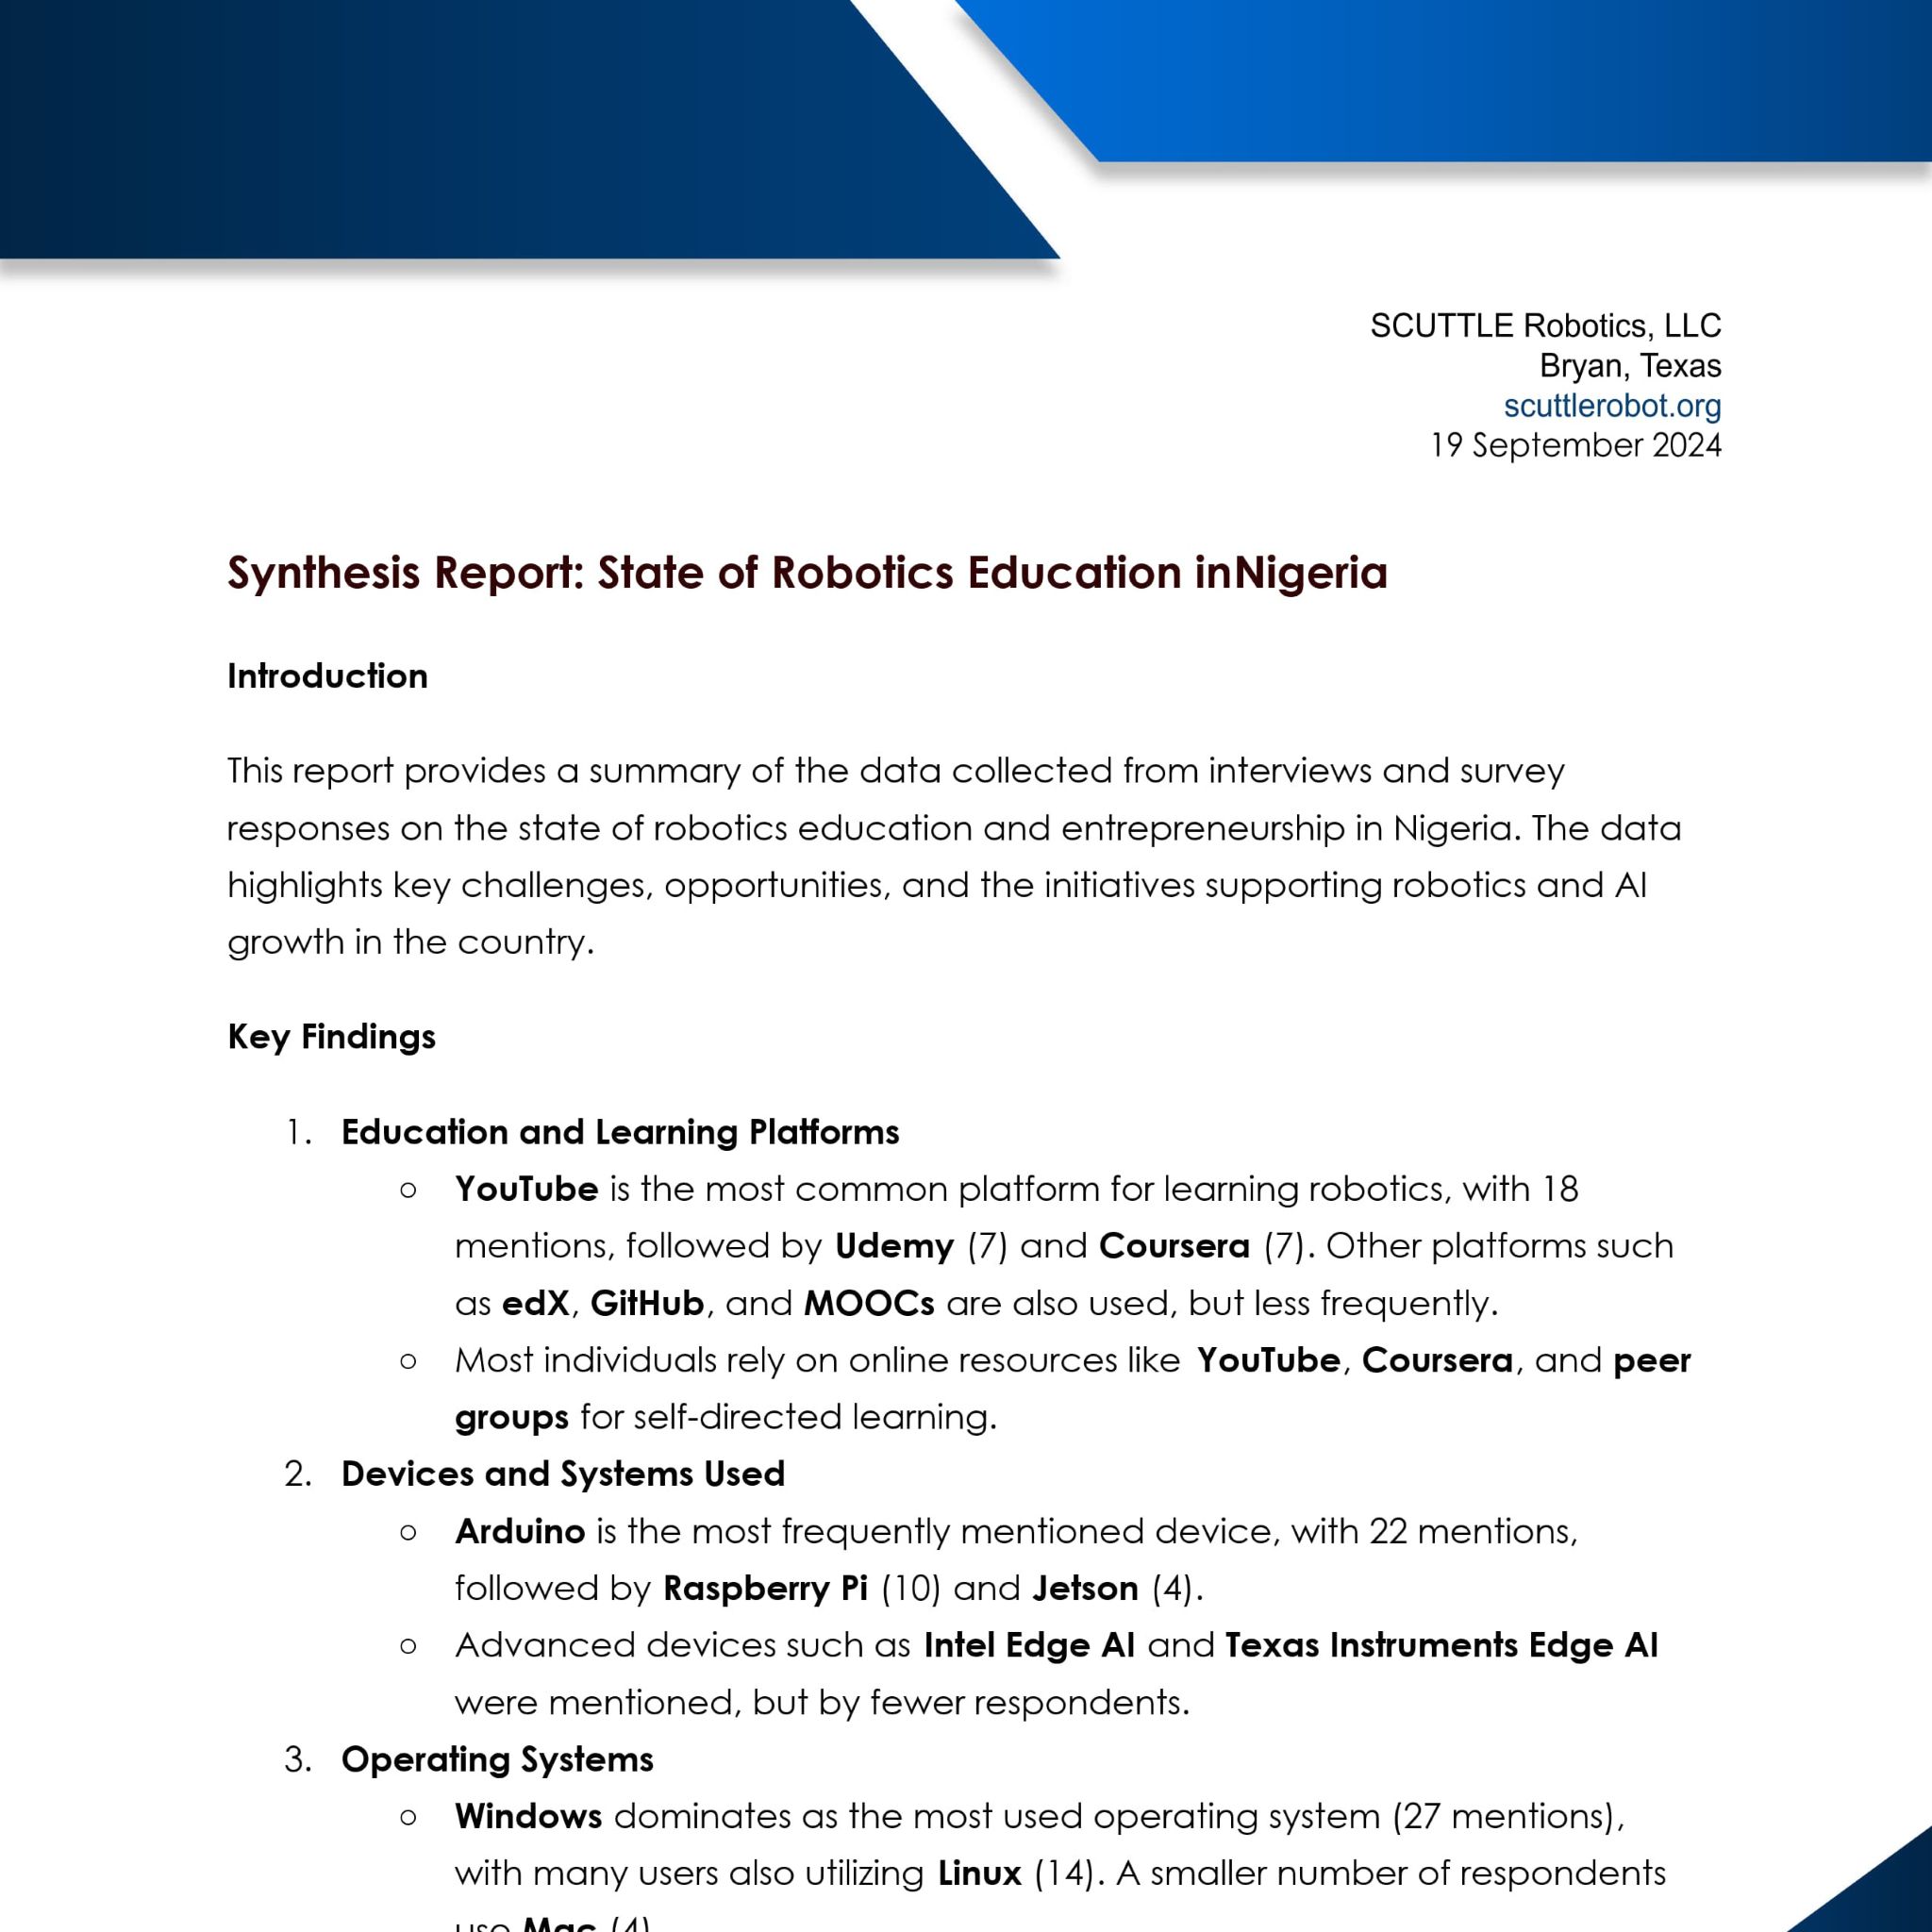 SCUTTLE Robotics, LLC
Bryan, Texas
scuttlerobot.org
19 September 2024
Synthesis Report: State of Robotics Education inNigeria
Introduction
This report provides a summary of the data collected from interviews and survey
responses on the state of robotics education and entrepreneurship in Nigeria. The data
highlights key challenges, opportunities, and the initiatives supporting robotics and AI
growth in the country.
Key Findings
1. Education and Learning Platforms
○ YouTube is the most common platform for learning robotics, with 18
mentions, followed by Udemy (7) and Coursera (7). Other platforms such
as edX, GitHub, and MOOCs are also used, but less frequently.
○ Most individuals rely on online resources like YouTube, Coursera, and peer
groups for self-directed learning.
2. Devices and Systems Used
○ Arduino is the most frequently mentioned device, with 22 mentions,
followed by Raspberry Pi (10) and Jetson (4).
○ Advanced devices such as Intel Edge AI and Texas Instruments Edge AI
were mentioned, but by fewer respondents.
3. Operating Systems
○ Windows dominates as the most used operating system (27 mentions),
with many users also utilizing Linux (14). A smaller number of respondents
use Mac (4)